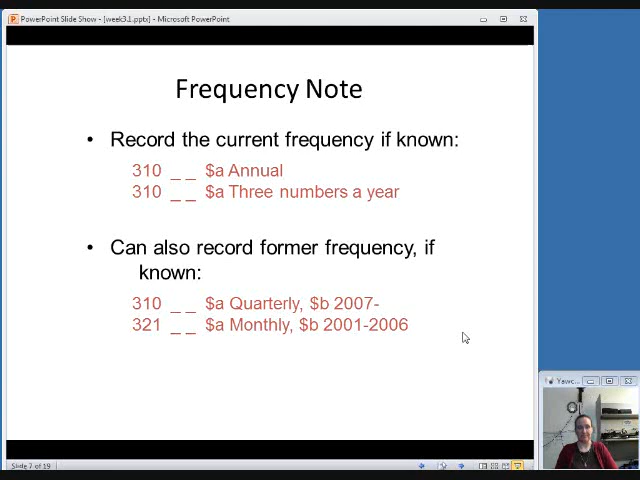 PowerPoint Slide Show - [week3.1.pptx] - Microsoft PowerPoint
Frequency Note
• Record the current frequency if known:
310 _ _ $a Annual
310 _ _ $a Three numbers a year
• Can also record former frequency, if
known:
310 _ _ $a Quarterly, $b 2007-
321 _ _ $a Monthly, $b 2001-2006
Yawc...
Slide 7 of 19